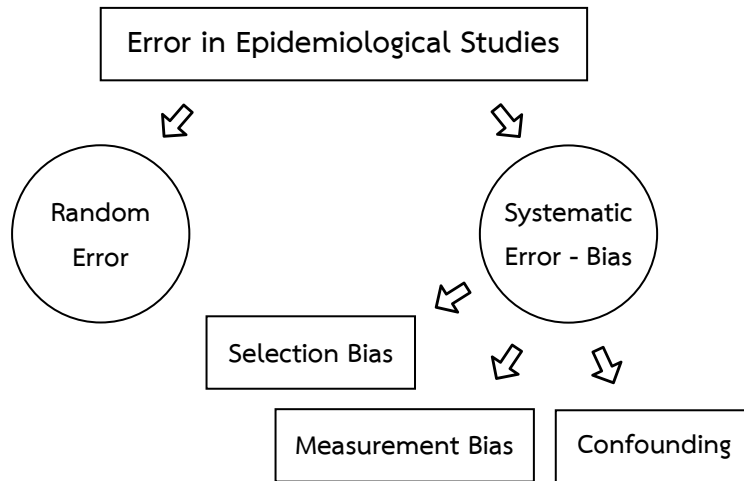 Error in Epidemiological Studies
Random
Error
Systematic
Error - Bias
Selection Bias
Measurement Bias
Confounding